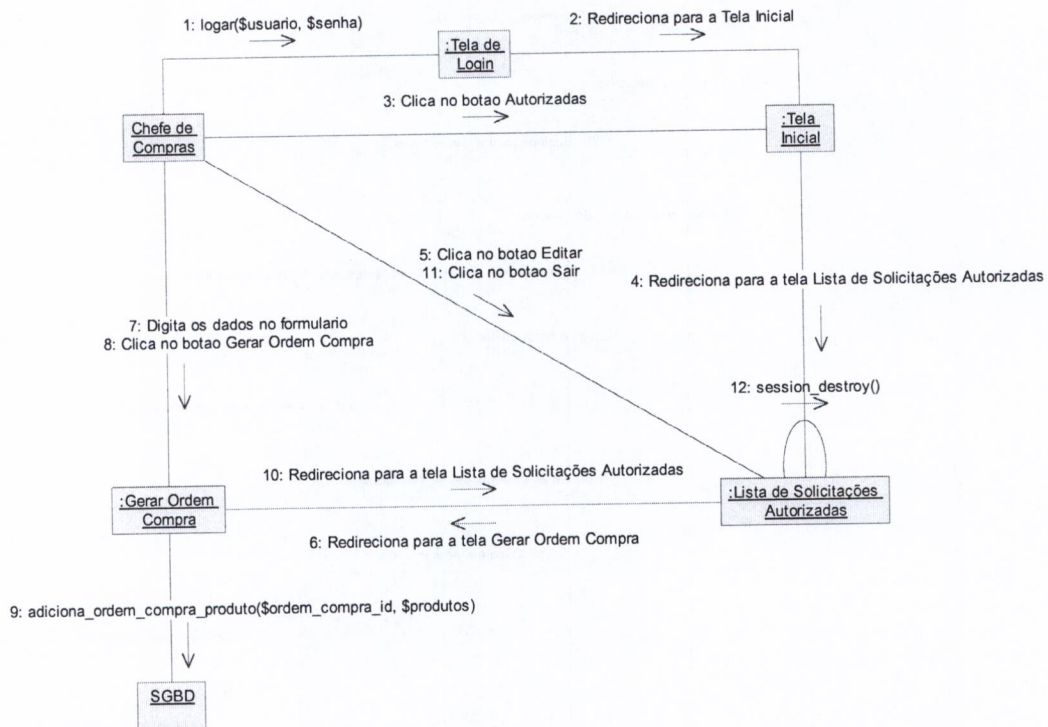 1: logar($usuario, $senha)
2: Redireciona para a Tela Inicial
:Tela de
Login
3: Clica no botao Autorizadas
Chefe de
Compras
:Tela
Inicial
5: Clica no botao Editar
11: Clica no botao Sair
4: Redireciona para a tela Lista de Solicitações Autorizadas
7: Digita os dados no formulario
8: Clica no botao Gerar Ordem Compra
12: session_destroy()
10: Redireciona para a tela Lista de Solicitações Autorizadas
:Gerar Ordem
Compra
:Lista de Solicitações
Autorizadas
6: Redireciona para a tela Gerar Ordem Compra
9: adiciona_ordem_compra_produto($ordem_compra_id, $produtos)
SGBD